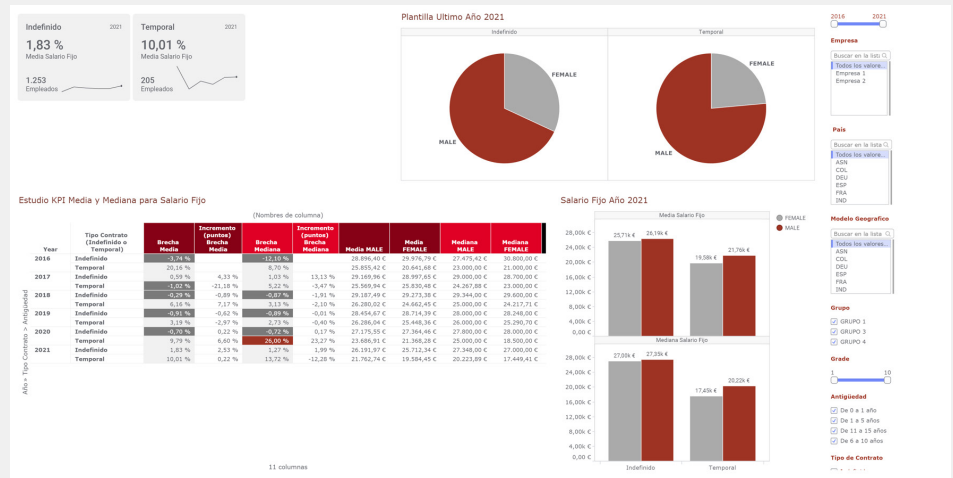 Indefinido 2021
1,83 %
Media Salario Fijo
1.253
Empleados
Temporal 2021
10,01 %
Media Salario Fijo
205
Empleados
Plantilla Ultimo Año 2021
Indefinido Temporal
FEMALE
MALE
FEMALE
MALE
Estudio KPI Media y Mediana para Salario Fijo
(Nombres de columna)
Year Tipo Contrato (Indefinido o Temporal) Brecha Media Incremento (puntos) Brecha Media Brecha Mediana Incremento (puntos) Brecha Mediana Media MALE Media FEMALE Mediana MALE Mediana FEMALE
2016 Indefinido -3,74 % -12,10 % 28.896,40 € 29.976,79 € 27.475,42 € 30.800,00 €
Temporal 20,16 % 8,70 % 25.855,42 € 20.641,68 € 23.000,00 € 21.000,00 €
2017 Indefinido 0,59 % 4,33 % 1,03 % 13,13 % 29.169,96 € 28.997,65 € 29.000,00 € 28.700,00 €
Temporal -1,02 % -21,18 % 5,22 % -3,47 % 25.569,94 € 25.830,48 € 24.267,88 € 23.000,00 €
2018 Indefinido -0,29 % -0,89 % -0,87 % -1,91 % 29.187,49 € 29.273,38 € 29.344,00 € 29.600,00 €
Temporal 6,16 % 7,17 % 3,13 % -2,10 % 26.280,02 € 24.662,45 € 25.000,00 € 24.217,71 €
2019 Indefinido -0,91 % -0,62 % -0,89 % -0,01 % 28.454,67 € 28.714,39 € 28.000,00 € 28.248,00 €
Temporal 3,19 % -2,97 % 2,73 % -0,40 % 26.286,04 € 25.448,36 € 26.000,00 € 25.290,70 €
2020 Indefinido -0,70 % 0,22 % -0,72 % 0,17 % 27.175,55 € 27.364,46 € 27.800,00 € 28.000,00 €
Temporal 9,79 % 6,60 % 26,00 % 23,27 % 23.686,91 € 21.368,28 € 25.000,00 € 18.500,00 €
2021 Indefinido 1,83 % 2,53 % 1,27 % 1,99 % 26.191,97 € 25.712,34 € 27.348,00 € 27.000,00 €
Temporal 10,01 % 0,22 % 13,72 % -12,28 % 21.762,74 € 19.584,45 € 20.223,89 € 17.449,41 €
Año » Tipo Contrato > Antigüedad
11 columnas
Salario Fijo Año 2021
Media Salario Fijo
FEMALE
MALE
28,00k €
24,00k €
20,00k €
16,00k €
12,00k €
8,00k €
4,00k €
0,00 €
25,71k € 26,19k € 19,58k € 21,76k €
Mediana Salario Fijo
28,00k €
24,00k €
20,00k €
16,00k €
12,00k €
8,00k €
4,00k €
0,00 €
27,00k € 27,35k € 17,45k € 20,22k €
Indefinido Temporal
2016 2021
Empresa
Buscar en la list
Todos los valore...
Empresa 1
Empresa 2
País
Buscar en la lista
Todos los valore...
ASN
COL
DEU
ESP
FRA
IND
Modelo Geografico
Buscar en la lista
Todos los valore...
ASN
COL
DEU
ESP
FRA
IND
Grupo
GRUPO 1
GRUPO 3
GRUPO 4
Grade
1 10
Antigüedad
De 0 a 1 año
De 1 a 5 años
De 11 a 15 años
De 6 a 10 años
Tipo de Contrato